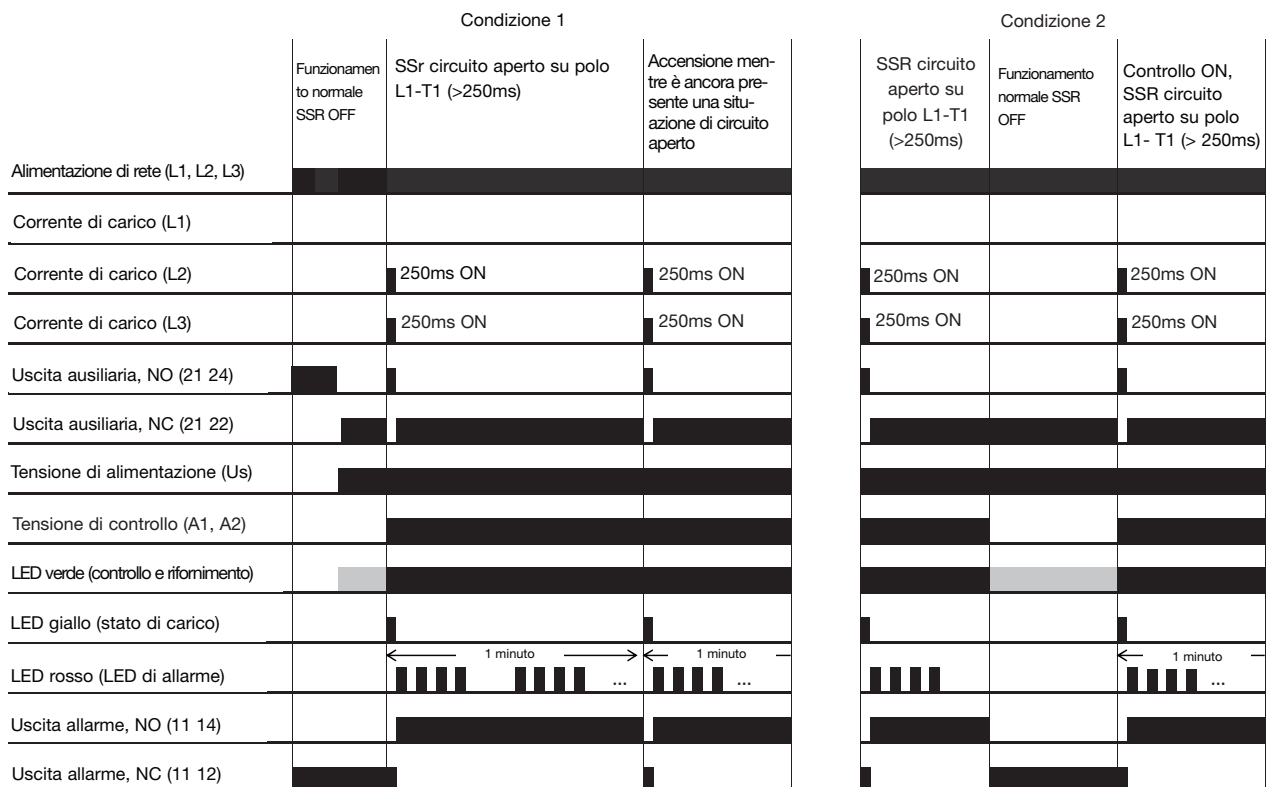 Condizione 1
Condizione 2
Funzionamen
to normale
SSR OFF
SSr circuito aperto su polo
L1-T1 (>250ms)
Accensione men-
tre è ancora pre-
sente una situ-
azione di circuito
aperto
SSR circuito
aperto su
polo L1-T1
(>250ms)
Funzionamento
normale SSR
OFF
Controllo ON,
SSR circuito
aperto su polo
L1- T1 (> 250ms)
Alimentazione di rete (L1, L2, L3)
Corrente di carico (L1)
Corrente di carico (L2)
250ms ON
250ms ON
250ms ON
250ms ON
Corrente di carico (L3)
250ms ON
250ms ON
250ms ON
250ms ON
Uscita ausiliaria, NO (21 24)
Uscita ausiliaria, NC (21 22)
Tensione di alimentazione (Us)
Tensione di controllo (A1, A2)
LED verde (controllo e rifornimento)
LED giallo (stato di carico)
1 minuto
1 minuto
1 minuto
LED rosso (LED di allarme)
...
...
...
Uscita allarme, NO (11 14)
Uscita allarme, NC (11 12)